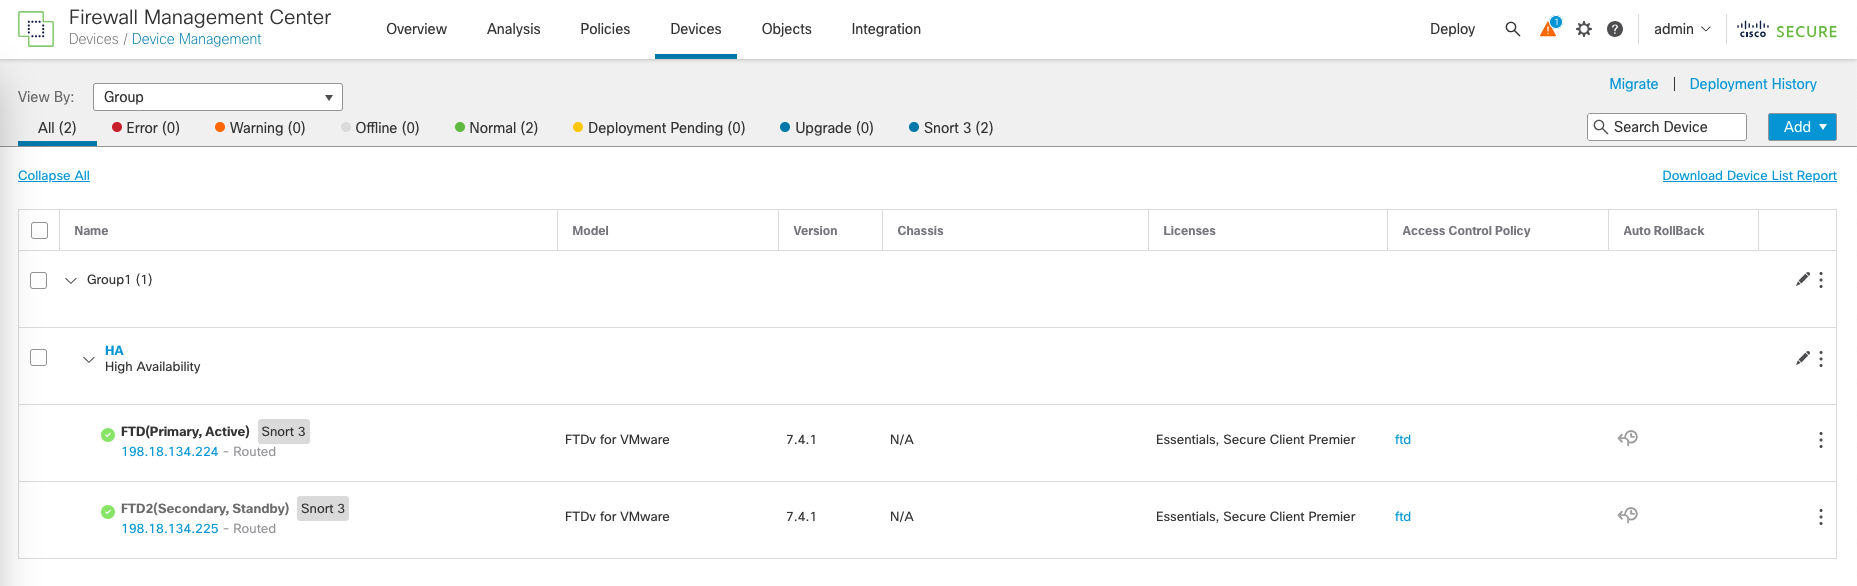 Firewall Management Center
Devices / Device Management
Overview
Analysis
Policies
Devices
Objects
Integration
Deploy
1
?
admin
cisco SECURE
View By:
Group
Migrate | Deployment History
All (2)
Error (0)
Warning (0)
Offline (0)
Normal (2)
Deployment Pending (0)
Upgrade (0)
Snort 3 (2)
Search Device
Add
Collapse All
Download Device List Report
Name
Model
Version
Chassis
Licenses
Access Control Policy
Auto RollBack
Group1 (1)
HA
High Availability
FTD(Primary, Active) Snort 3
198.18.134.224 - Routed
FTDv for VMware
7.4.1
N/A
Essentials, Secure Client Premier
ftd
FTD2(Secondary, Standby) Snort 3
198.18.134.225 - Routed
FTDv for VMware
7.4.1
N/A
Essentials, Secure Client Premier
ftd